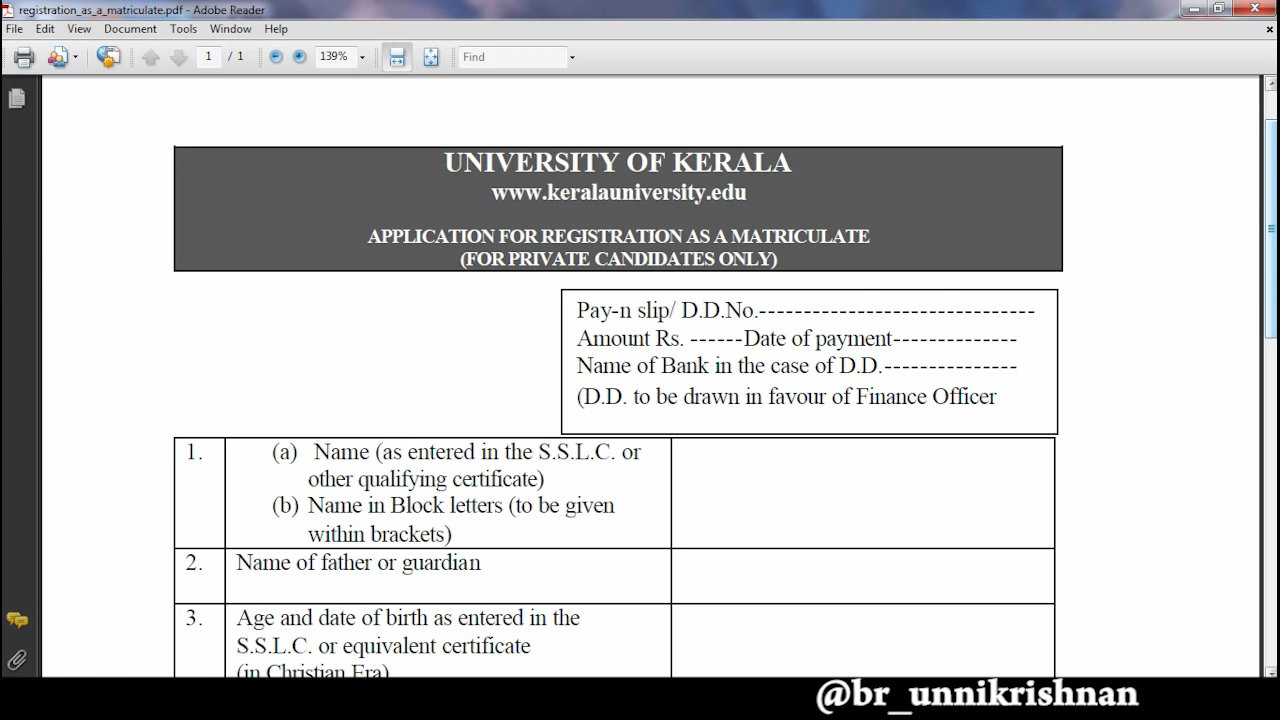 registration_as_a_matriculate.pdf - Adobe Reader
File Edit View Document Tools Window Help
1 / 1 139% Find
UNIVERSITY OF KERALA
www.keralauniversity.edu
APPLICATION FOR REGISTRATION AS A MATRICULATE
(FOR PRIVATE CANDIDATES ONLY)
Pay-n slip/ D.D.No.-------------------------------
Amount Rs. ------Date of payment--------------
Name of Bank in the case of D.D.---------------
(D.D. to be drawn in favour of Finance Officer
1. (a) Name (as entered in the S.S.L.C. or
other qualifying certificate)
(b) Name in Block letters (to be given
within brackets)
2. Name of father or guardian
3. Age and date of birth as entered in the
S.S.L.C. or equivalent certificate
(in Christian Era)
@br_unnikrishnan